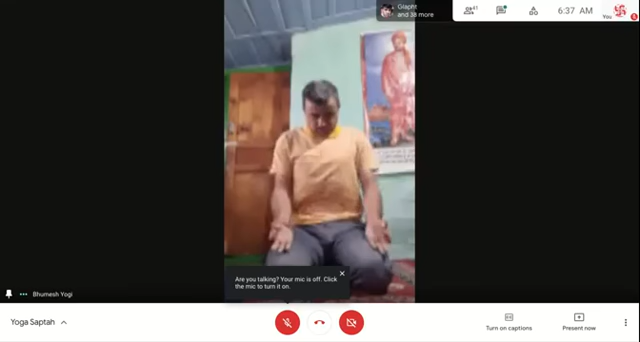 Glapht
and 38 more
41
6:37 AM
You
Are you talking? Your mic is off. Click
the mic to turn it on.
Bhumesh Yogi
Yoga Saptah
Turn on captions
Present now